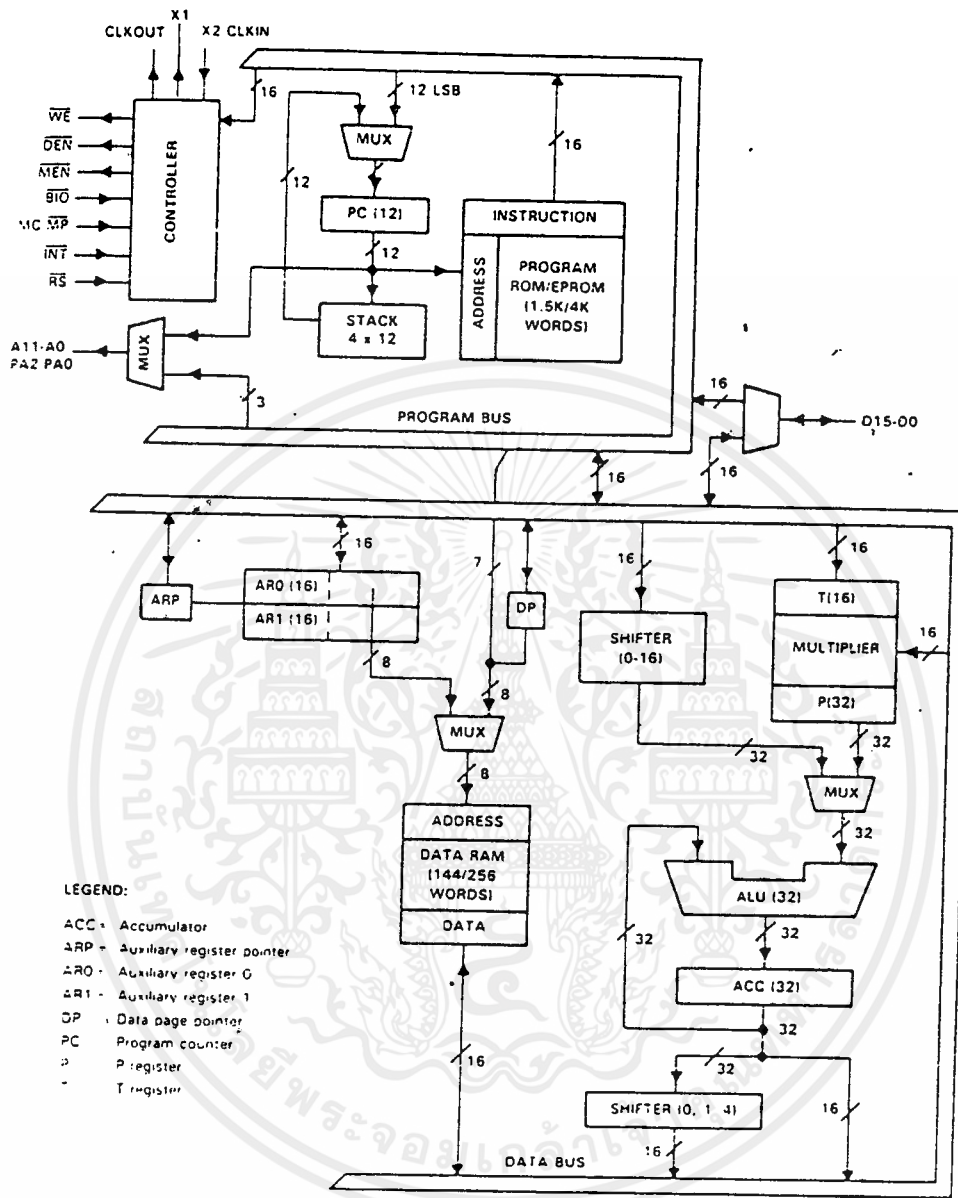 X1
CLKOUT
X2 CLKIN
16
12 LSB
WE
DEN
MEN
BIO
MC MP
INT
RS
CONTROLLER
MUX
16
12
PC (12)
12
INSTRUCTION
ADDRESS
PROGRAM
ROM/EPROM
(1.5K/4K
WORDS)
STACK
4 x 12
A11-A0
PA2 PA0
MUX
3
PROGRAM BUS
16
D15-00
16
16
16
7
16
16
ARP
AR0 (16)
AR1 (16)
DP
SHIFTER
(0-16)
T(16)
MULTIPLIER
P(32)
16
8
8
MUX
32
32
8
MUX
32
ADDRESS
DATA RAM
(144/256
WORDS)
DATA
ALU (32)
32
32
ACC (32)
32
LEGEND:
ACC = Accumulator
ARP = Auxiliary register pointer
AR0 - Auxiliary register 0
AR1 - Auxiliary register 1
DP Data page pointer
PC Program counter
P P register
T register
16
32
SHIFTER (0, 1, 4)
16
16
DATA BUS